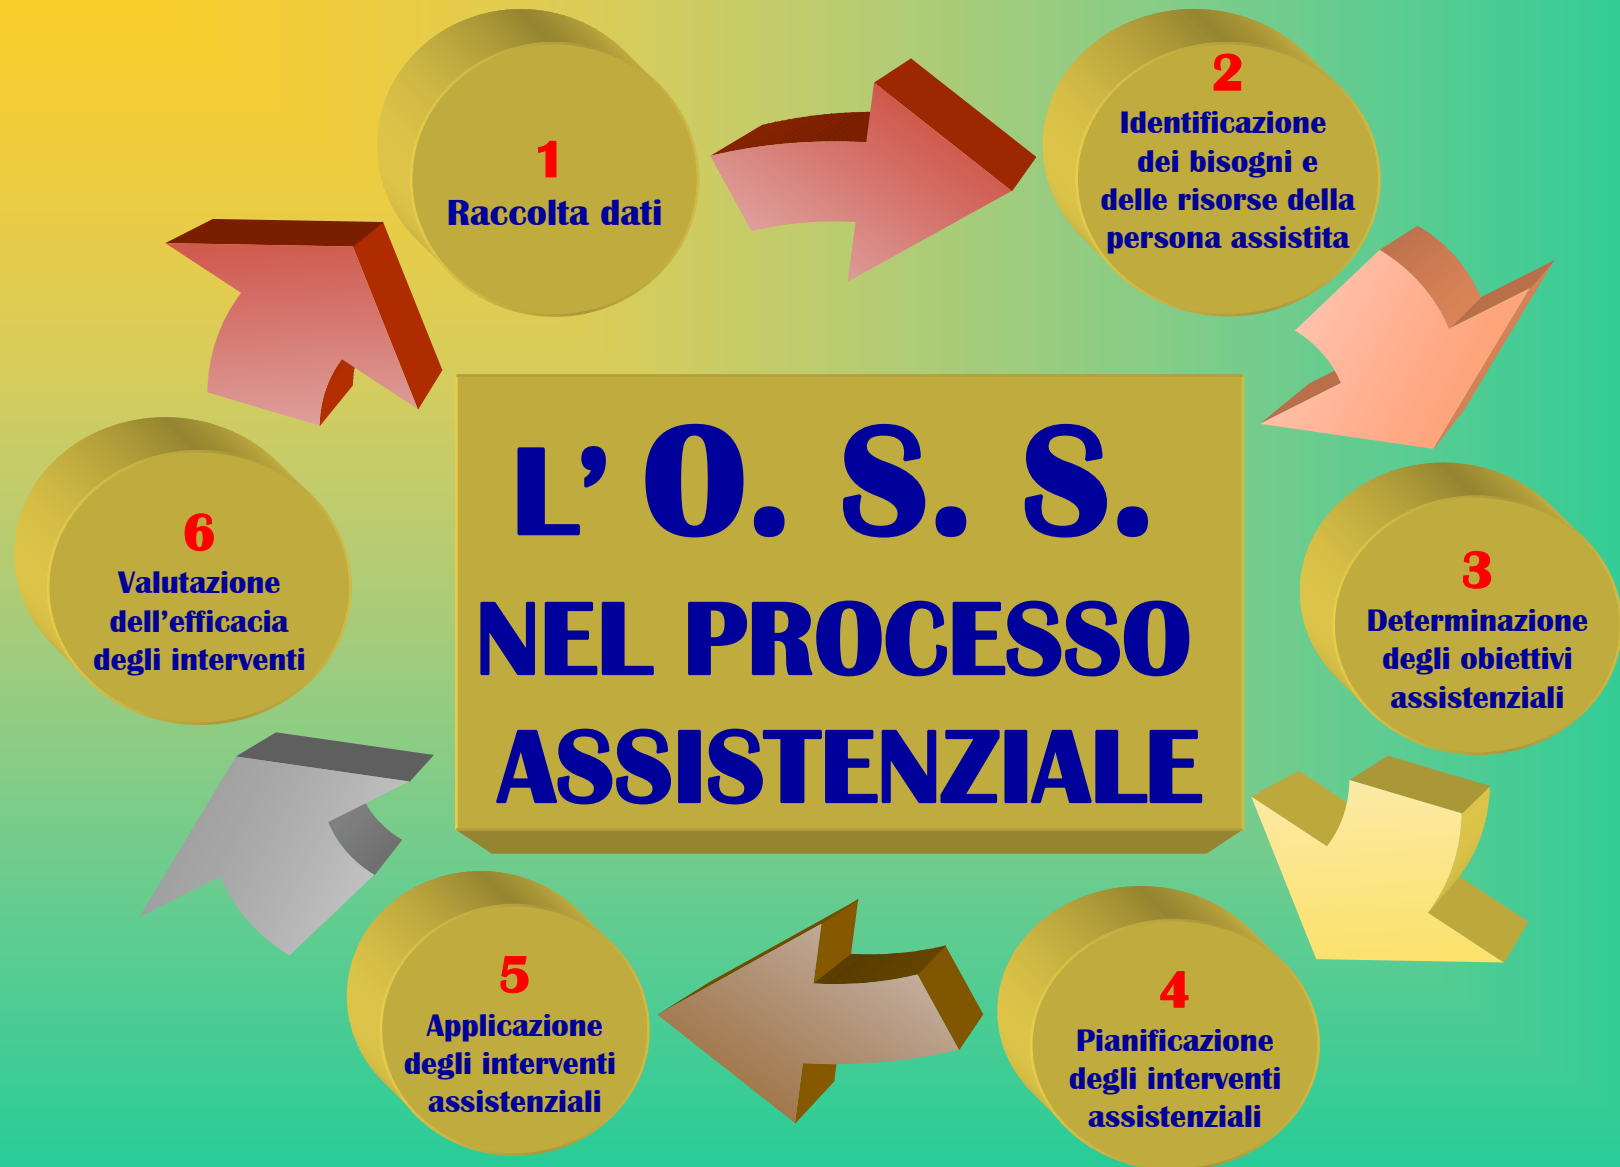 1
Raccolta dati
2
Identificazione
dei bisogni e
delle risorse della
persona assistita
3
Determinazione
degli obiettivi
assistenziali
4
Pianificazione
degli interventi
assistenziali
5
Applicazione
degli interventi
assistenziali
6
Valutazione
dell’efficacia
degli interventi
L’ O. S. S.
NEL PROCESSO
ASSISTENZIALE